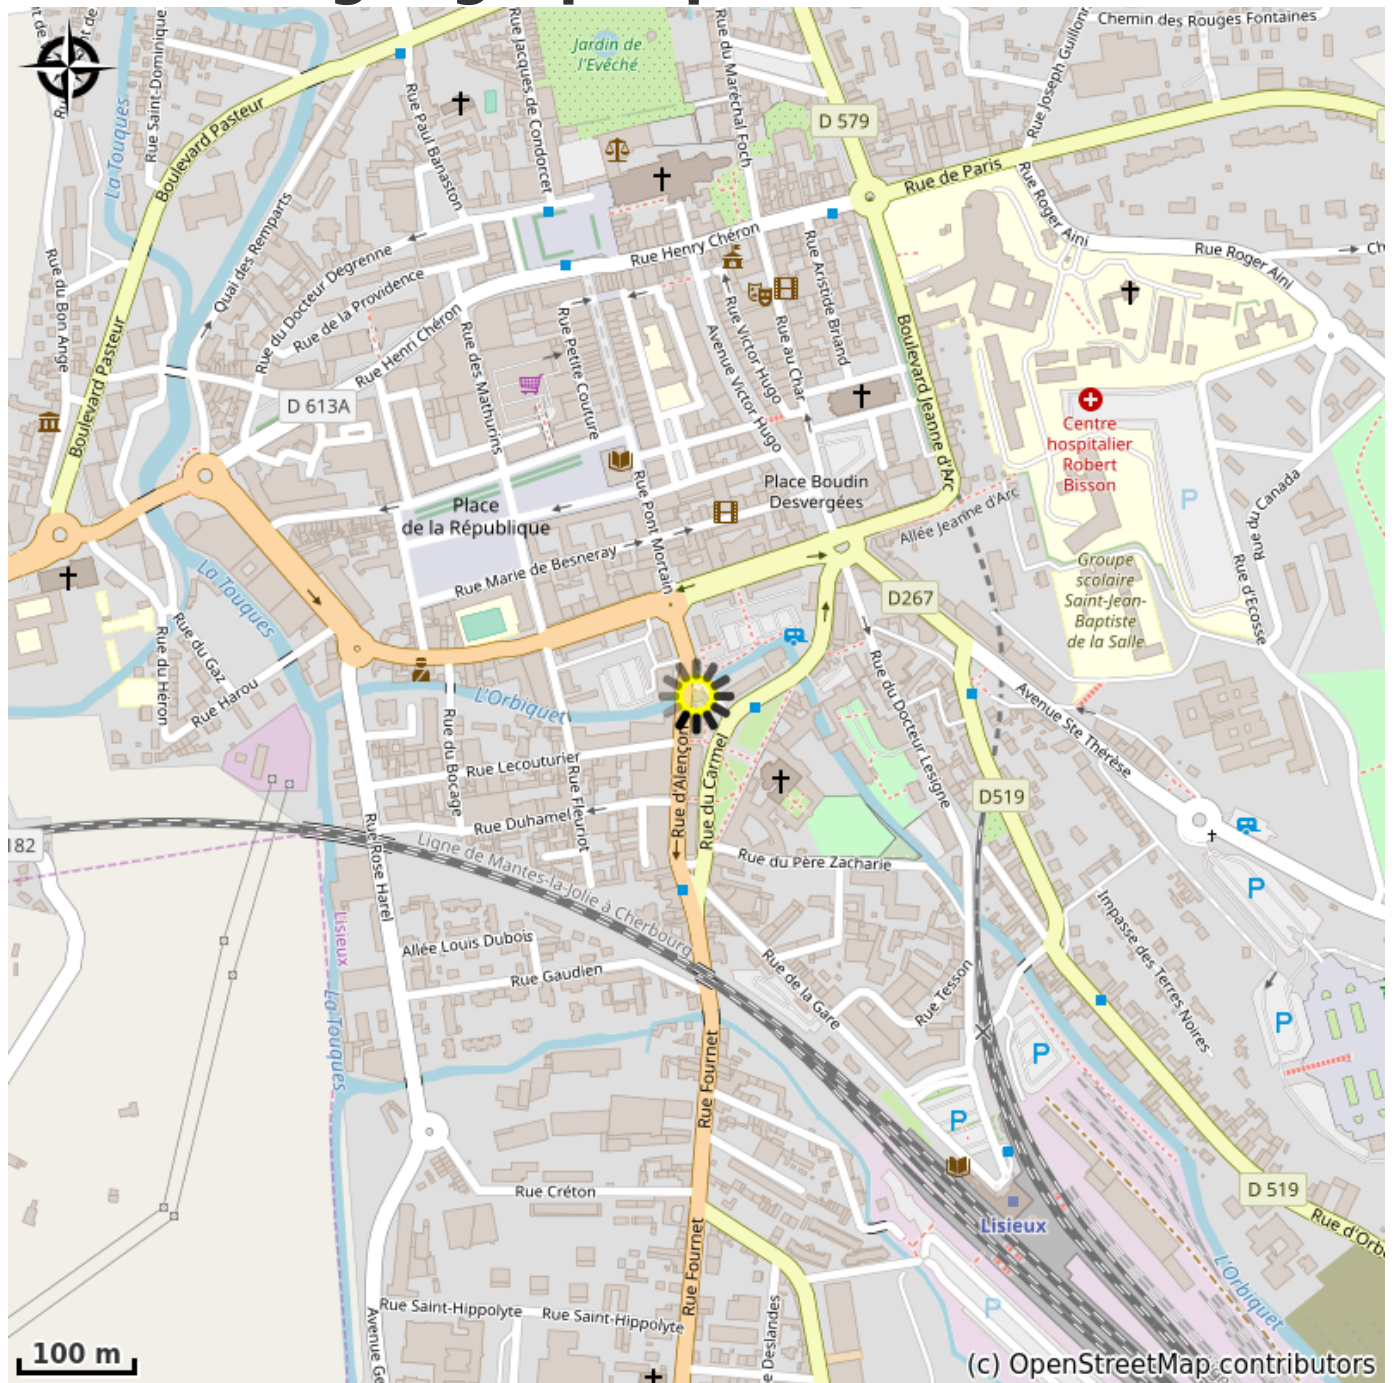 Chemin des Rouges Fontaines
Rue Jacques de Condorcet
Jardin de
l'Evéché
Rue du Maréchal Foch
Rue Joseph Guillonn
La Touques
Rue Saint-Dominique
Boulevard Pasteur
Rue Paul Banaston
D 579
Rue de Paris
Rue Roger Aini
Rue Roger Aini
Ch
Rue du Bon Ange
Quai des Remparts
Rue du Docteur Degrenne
Rue de la Providence
Rue Henry Chéron
Rue Aristide Briand
Boulevard Pasteur
Rue Henri Chéron
Rue des Mathurins
Rue Petite Couture
Avenue Victor Hugo
Rue Victor Hugo
Rue au Char
Boulevard Jeanne d'Arc
D 613A
Centre
hospitalier
Robert
Bisson
P
Place
de la République
Rue Pont Mortain
Place Boudin
Desvergées
Allée Jeanne d'Arc
Rue du Canada
Rue d'Ecosse
La Touques
Rue Marie de Besneray
D267
Groupe
scolaire
Saint-Jean-
Baptiste
de la Salle
Rue du Héron
Rue du Gaz
Rue Harou
L'Orbiquet
Rue du Docteur Lesigne
Avenue Ste Thérèse
Rue du Bocage
Rue Lecouturier
Rue Fleuriot
Rue d'Alençon
Rue du Carmel
D519
Rue Duhamel
182
Rue Rose Harel
Ligne de Mantes-la-Jolie à Cherbourg
Rue du Père Zacharie
P
Lisieux
Allée Louis Dubois
Rue Gaudien
Rue de la Gare
Rue Tesson
Impasse des Terres Noires
La Touques
P
P
Rue Fournet
P
Rue Créton
Lisieux
D 519
Rue d'Orb
Rue Fournet
L'Orbiquet
Rue Saint-Hippolyte
Rue Saint-Hippolyte
P
Avenue Ge
e Deslandes
100 m
(c) OpenStreetMap contributors